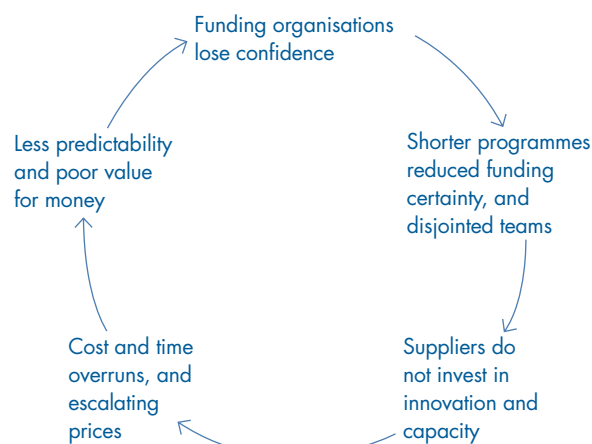 Funding organisations
lose confidence
Shorter programmes
reduced funding
certainty, and
disjointed teams
Suppliers do
not invest in
innovation and
capacity
Cost and time
overruns, and
escalating
prices
Less predictability
and poor value
for money